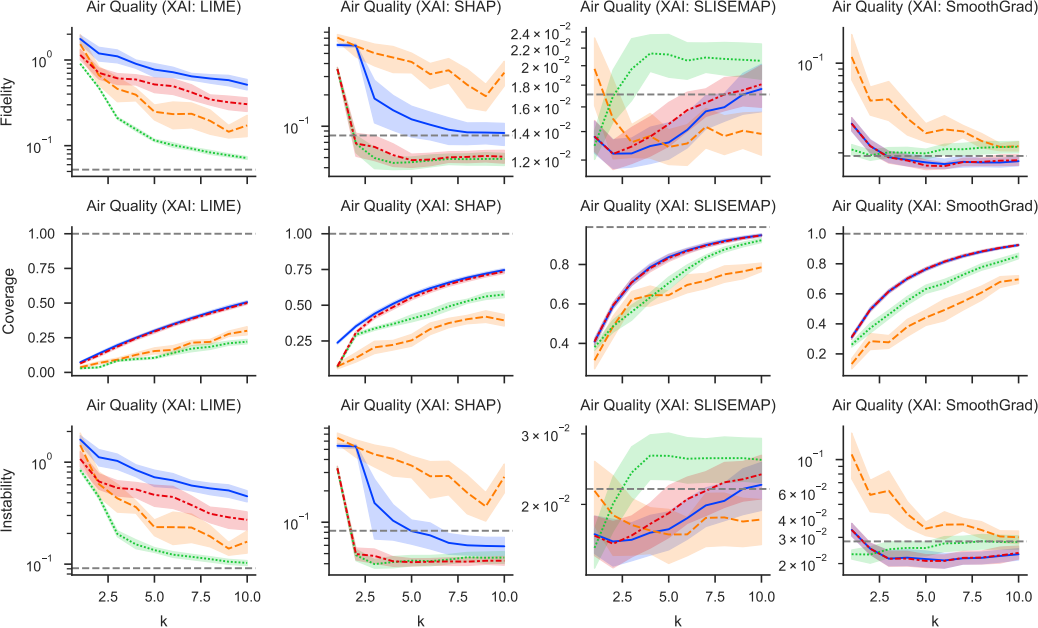 Air Quality (XAI: LIME) Air Quality (XAI: SHAP) Air Quality (XAI: SLISEMAP) Air Quality (XAI: SmoothGrad)
Fidelity
10⁰
10⁻¹
10⁻¹
2.4 × 10⁻²
2.2 × 10⁻²
2 × 10⁻²
1.8 × 10⁻²
1.6 × 10⁻²
1.4 × 10⁻²
1.2 × 10⁻²
10⁻¹
Air Quality (XAI: LIME) Air Quality (XAI: SHAP) Air Quality (XAI: SLISEMAP) Air Quality (XAI: SmoothGrad)
Coverage
1.00
0.75
0.50
0.25
0.00
1.00
0.75
0.50
0.25
0.8
0.6
0.4
1.0
0.8
0.6
0.4
0.2
Air Quality (XAI: LIME) Air Quality (XAI: SHAP) Air Quality (XAI: SLISEMAP) Air Quality (XAI: SmoothGrad)
Instability
10⁰
10⁻¹
10⁻¹
3 × 10⁻²
2 × 10⁻²
10⁻¹
6 × 10⁻²
4 × 10⁻²
3 × 10⁻²
2 × 10⁻²
2.5 5.0 7.5 10.0 2.5 5.0 7.5 10.0 2.5 5.0 7.5 10.0 2.5 5.0 7.5 10.0
k k k k